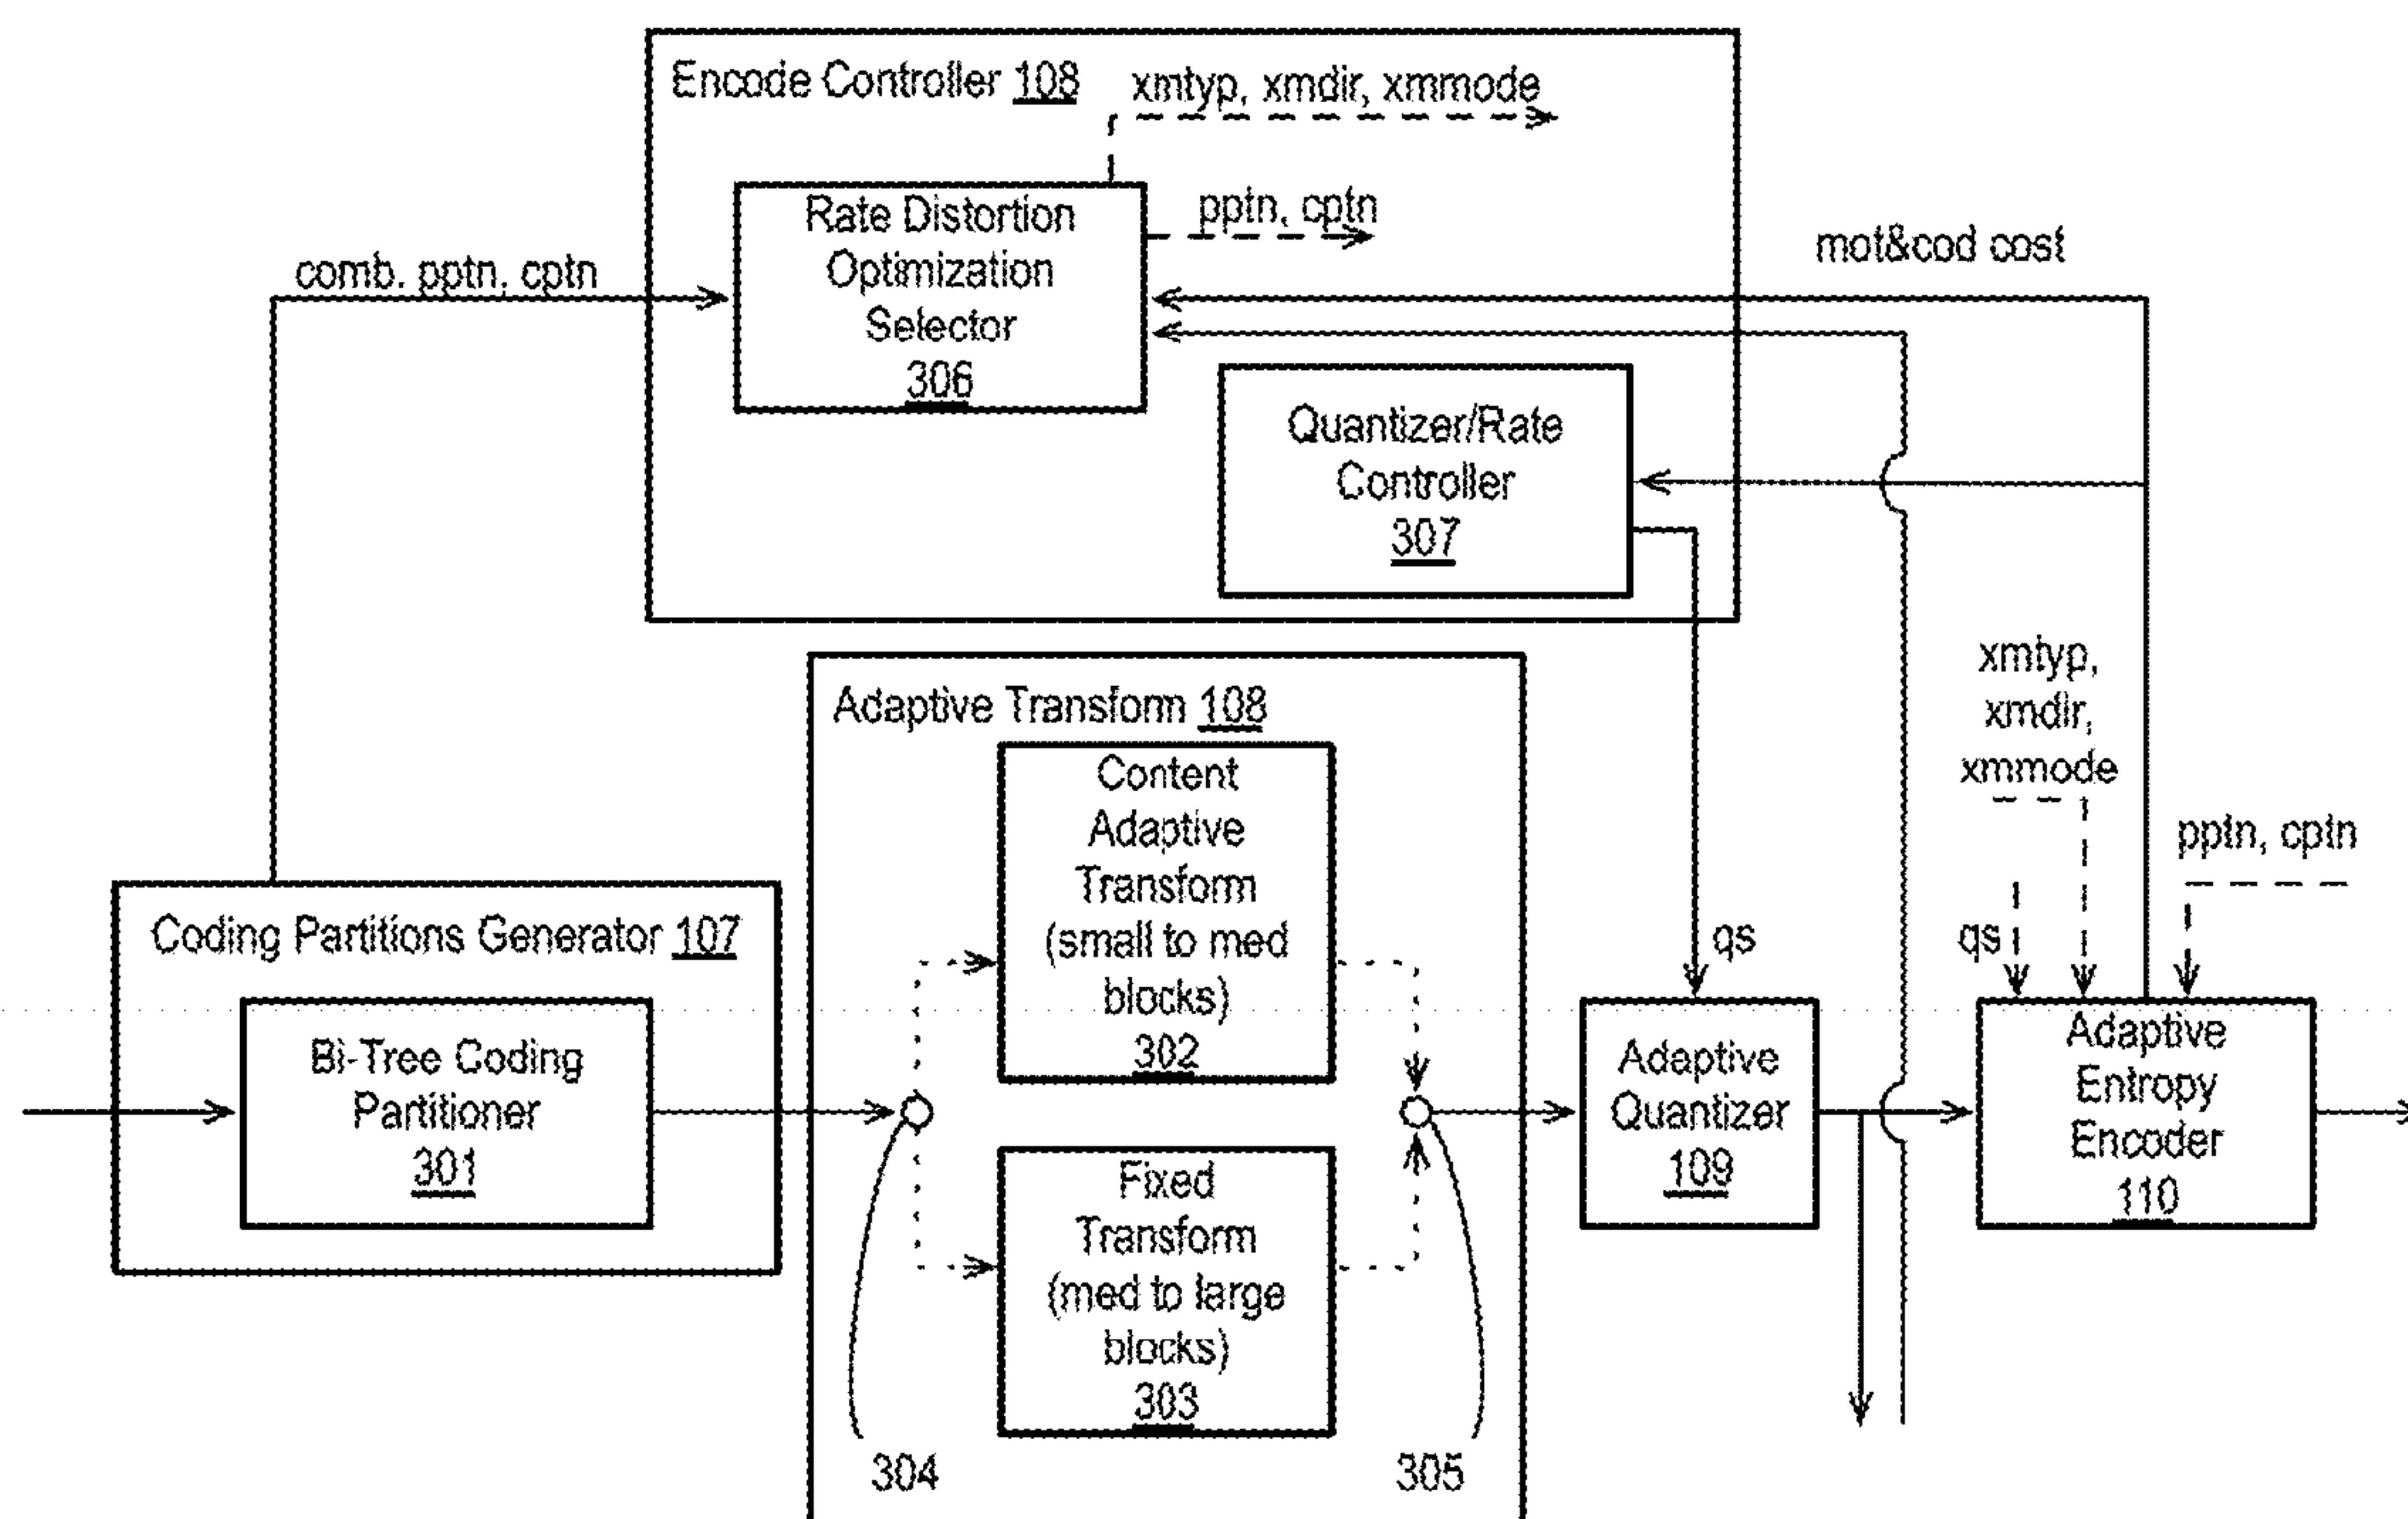 Encode Controller 108
xmtyp, xmdir, xmmode
Rate Distortion
Optimization
Selector
306
pptn, cptn
comb. pptn, cptn
mot&cod cost
Quantizer/Rate
Controller
307
xmtyp,
xmdir,
xmmode
Adaptive Transform 108
Content
Adaptive
Transform
(small to med
blocks)
302
pptn, cptn
Coding Partitions Generator 107
qs
qs
Bi-Tree Coding
Partitioner
301
Adaptive
Quantizer
109
Adaptive
Entropy
Encoder
110
Fixed
Transform
(med to large
blocks)
303
304
305